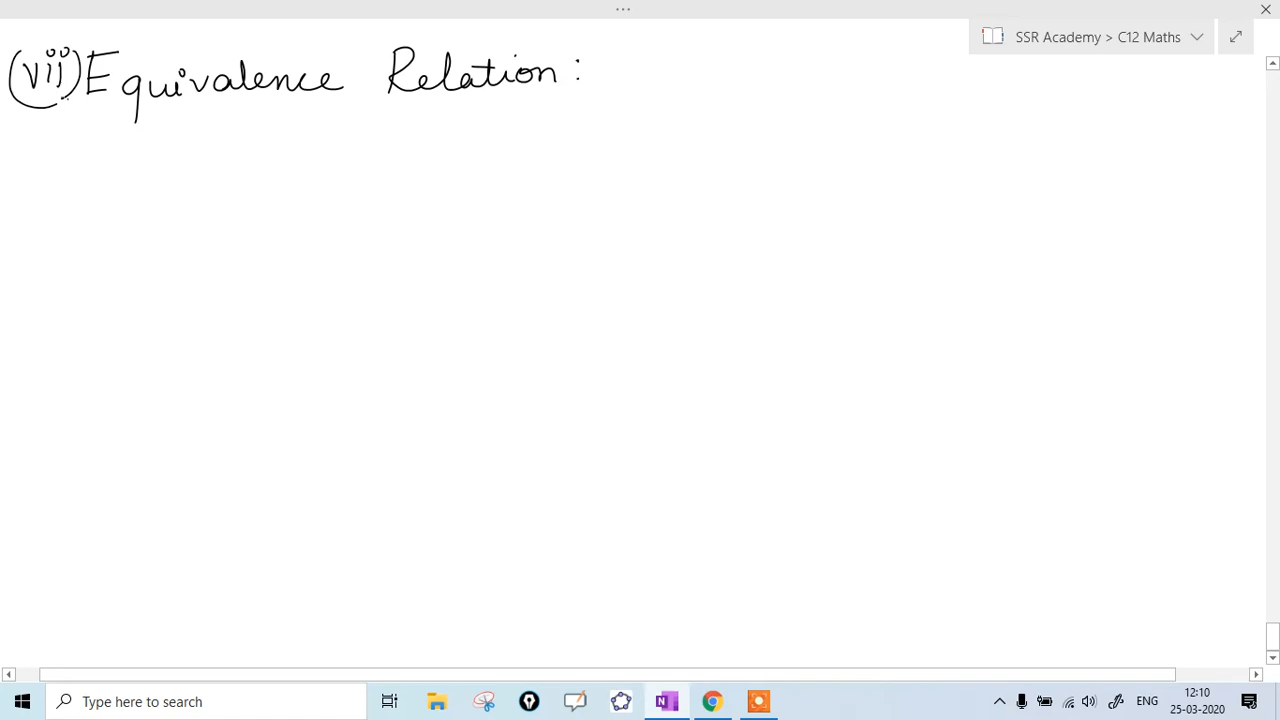 ...
SSR Academy > C12 Maths
(vii) Equivalence Relation :
Type here to search
N
ENG
12:10
25-03-2020